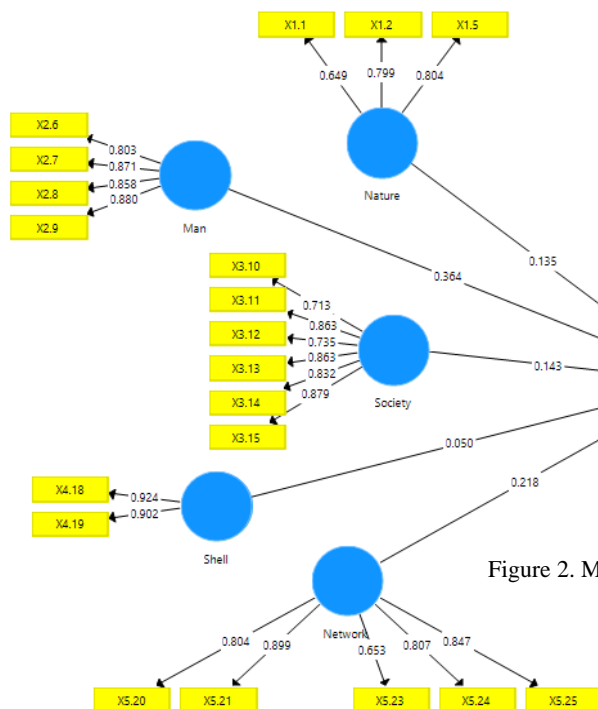 X1.1 X1.2 X1.5
0.649 0.799 0.804
Nature
X2.6
X2.7
X2.8
X2.9
0.803
0.871
0.858
0.880
Man
0.135
0.364
X3.10
X3.11
X3.12
X3.13
X3.14
X3.15
0.713
0.863
0.735
0.863
0.832
0.879
Society
0.143
X4.18
X4.19
0.924
0.902
Shell
0.050
0.218
Figure 2. M
Network
0.804 0.899 0.653 0.807 0.847
X5.20 X5.21 X5.23 X5.24 X5.25